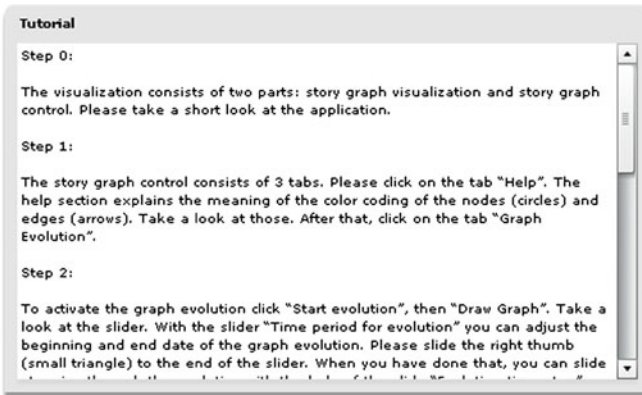 Tutorial
Step 0:
The visualization consists of two parts: story graph visualization and story graph
control. Please take a short look at the application.
Step 1:
The story graph control consists of 3 tabs. Please click on the tab "Help". The
help section explains the meaning of the color coding of the nodes (circles) and
edges (arrows). Take a look at those. After that, click on the tab "Graph
Evolution".
Step 2:
To activate the graph evolution click "Start evolution", then "Draw Graph". Take a
look at the slider. With the slider "Time period for evolution" you can adjust the
beginning and end date of the graph evolution. Please slide the right thumb
(small triangle) to the end of the slider. When you have done that, you can slide